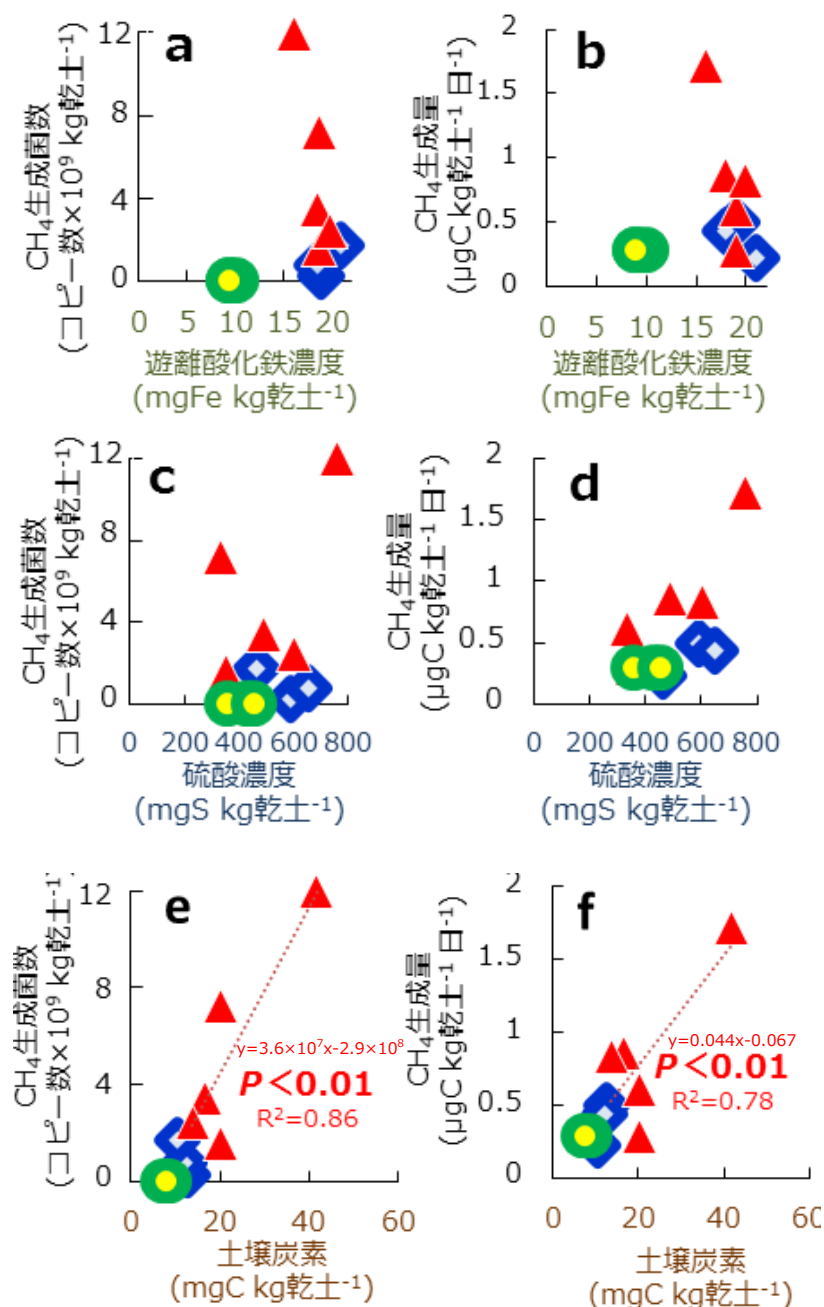 a
CH₄生成菌数
(コピー数×10⁹ kg乾土⁻¹)
12
8
4
0
0 5 10 15 20
遊離酸化鉄濃度
(mgFe kg乾土⁻¹)
b
CH₄生成量
(μgC kg乾土⁻¹ 日⁻¹)
2
1.5
1
0.5
0
0 5 10 15 20
遊離酸化鉄濃度
(mgFe kg乾土⁻¹)
c
CH₄生成菌数
(コピー数×10⁹ kg乾土⁻¹)
12
8
4
0
0 200 400 600 800
硫酸濃度
(mgS kg乾土⁻¹)
d
CH₄生成量
(μgC kg乾土⁻¹ 日⁻¹)
2
1.5
1
0.5
0
0 200 400 600 800
硫酸濃度
(mgS kg乾土⁻¹)
e
CH₄生成菌数
(コピー数×10⁹ kg乾土⁻¹)
12
8
4
0
y=3.6×10⁷x-2.9×10⁸
P<0.01
R²=0.86
0 20 40 60
土壌炭素
(mgC kg乾土⁻¹)
f
CH₄生成量
(μgC kg乾土⁻¹ 日⁻¹)
2
1.5
1
0.5
0
y=0.044x-0.067
P<0.01
R²=0.78
0 20 40 60
土壌炭素
(mgC kg乾土⁻¹)